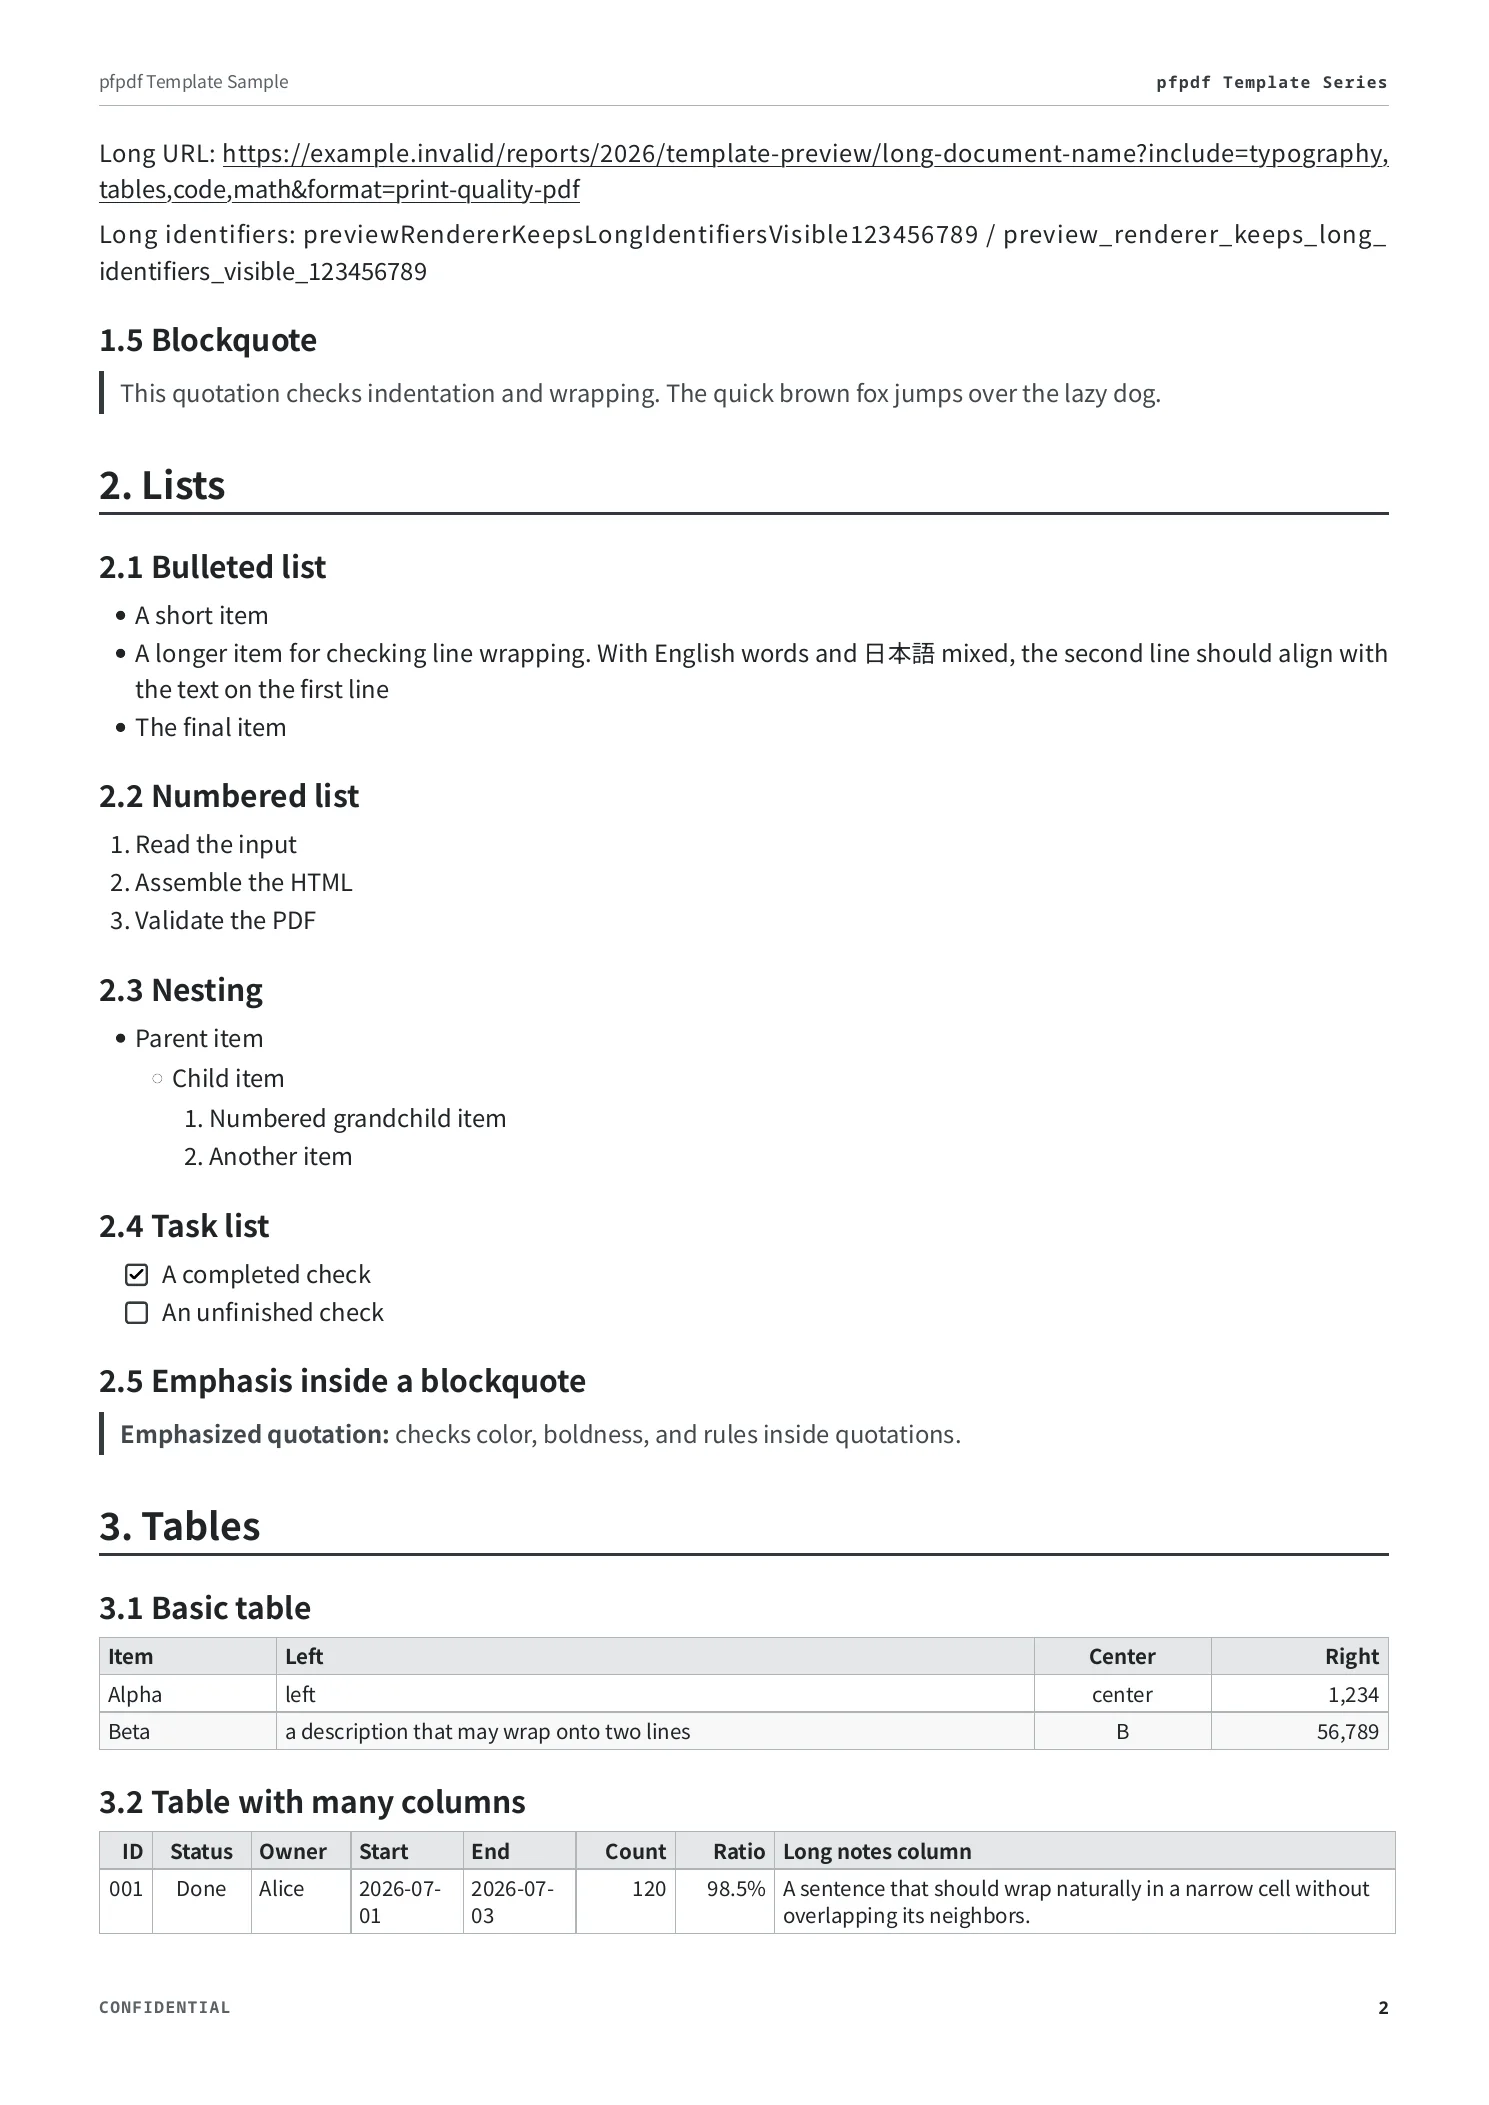 pfpdf Template Sample
pfpdf Template Series
Long URL: https://example.invalid/reports/2026/template-preview/long-document-name?include=typography,
tables,code,math&format=print-quality-pdf
Long identifiers: previewRendererKeepsLongIdentifiersVisible123456789 / preview_renderer_keeps_long_
identifiers_visible_123456789
1.5 Blockquote
This quotation checks indentation and wrapping. The quick brown fox jumps over the lazy dog.
2. Lists
2.1 Bulleted list
• A short item
• A longer item for checking line wrapping. With English words and 日本語 mixed, the second line should align with
the text on the first line
• The final item
2.2 Numbered list
1. Read the input
2. Assemble the HTML
3. Validate the PDF
2.3 Nesting
• Parent item
◦ Child item
1. Numbered grandchild item
2. Another item
2.4 Task list
☑ A completed check
☐ An unfinished check
2.5 Emphasis inside a blockquote
Emphasized quotation: checks color, boldness, and rules inside quotations.
3. Tables
3.1 Basic table
Item Left Center Right
Alpha left center 1,234
Beta a description that may wrap onto two lines B 56,789
3.2 Table with many columns
ID Status Owner Start End Count Ratio Long notes column
001 Done Alice 2026-07- 2026-07- 120 98.5% A sentence that should wrap naturally in a narrow cell without
01 03 overlapping its neighbors.
CONFIDENTIAL
2